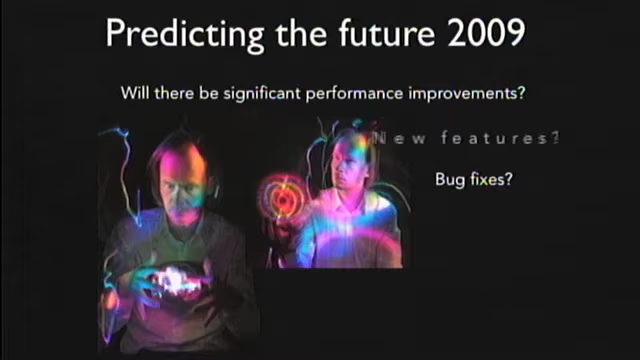 Predicting the future 2009
Will there be significant performance improvements?
New features?
Bug fixes?